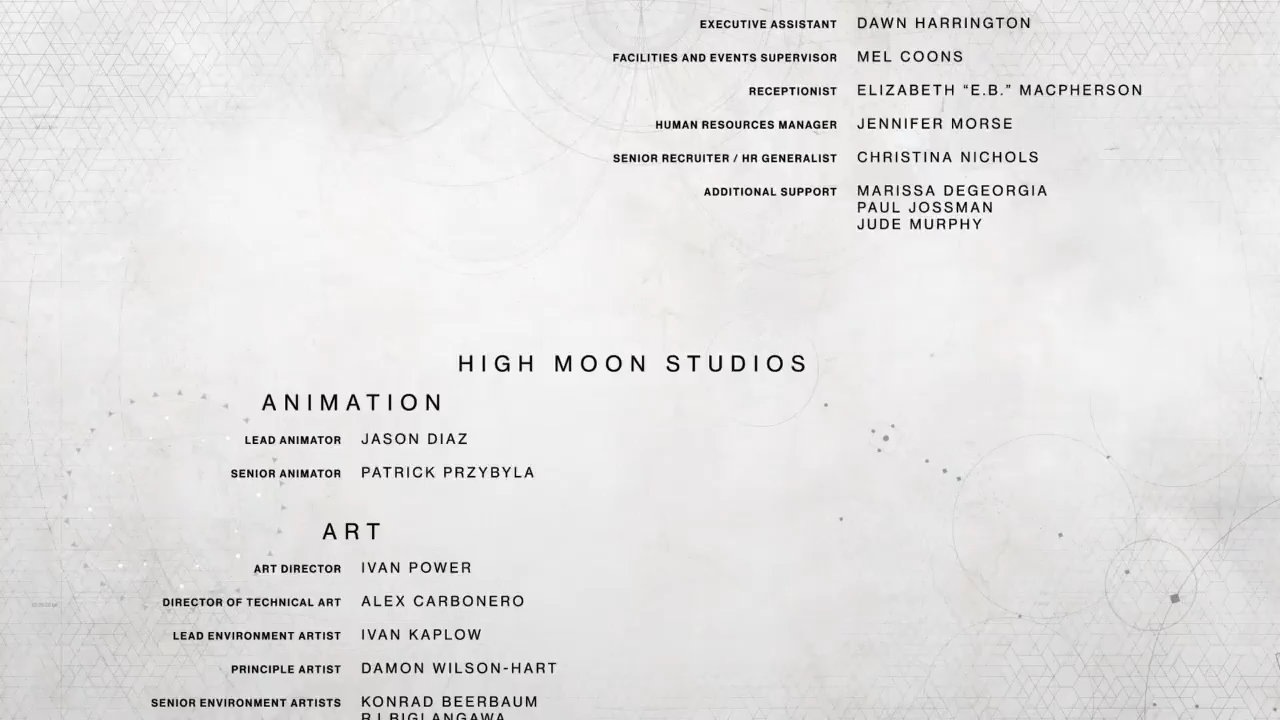 EXECUTIVE ASSISTANT DAWN HARRINGTON
FACILITIES AND EVENTS SUPERVISOR MEL COONS
RECEPTIONIST ELIZABETH “E.B.” MACPHERSON
HUMAN RESOURCES MANAGER JENNIFER MORSE
SENIOR RECRUITER / HR GENERALIST CHRISTINA NICHOLS
ADDITIONAL SUPPORT MARISSA DEGEORGIA
PAUL JOSSMAN
JUDE MURPHY
HIGH MOON STUDIOS
ANIMATION
LEAD ANIMATOR JASON DIAZ
SENIOR ANIMATOR PATRICK PRZYBYLA
ART
ART DIRECTOR IVAN POWER
DIRECTOR OF TECHNICAL ART ALEX CARBONERO
LEAD ENVIRONMENT ARTIST IVAN KAPLOW
PRINCIPLE ARTIST DAMON WILSON-HART
SENIOR ENVIRONMENT ARTISTS KONRAD BEERBAUM